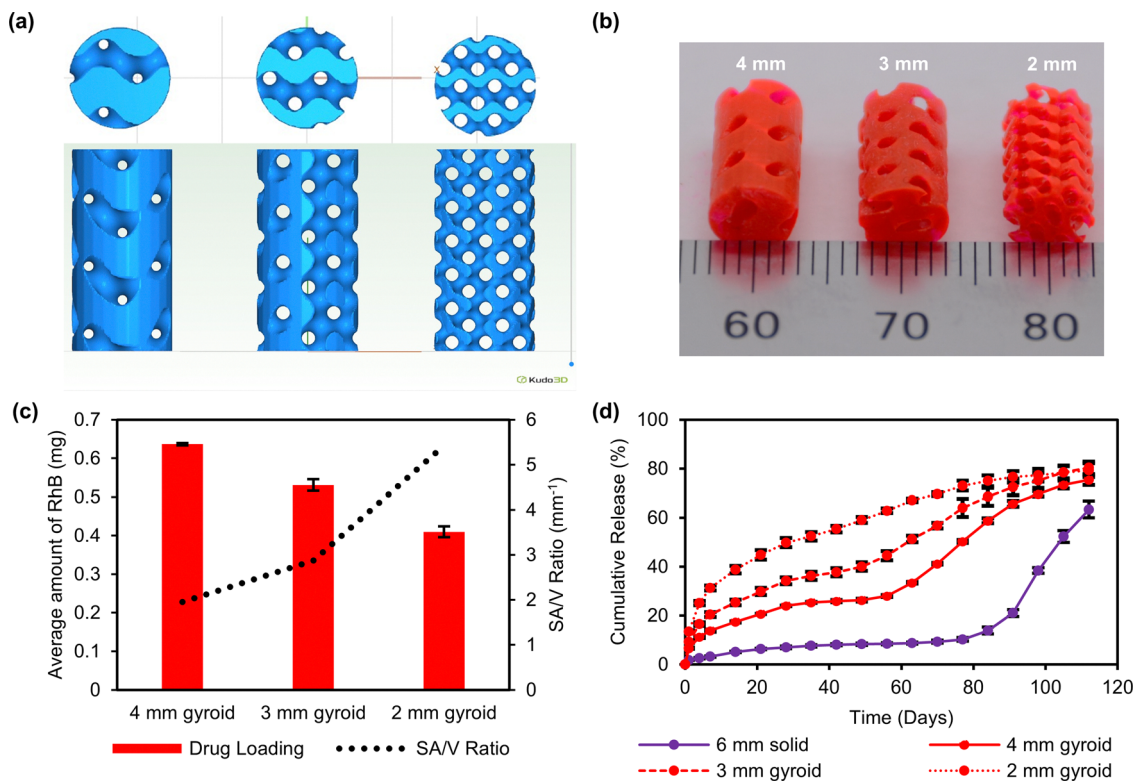 (a)
x
Kudo3D
(b)
4 mm
3 mm
2 mm
60
70
80
(c)
Average amount of RhB (mg)
0.7
0.6
0.5
0.4
0.3
0.2
0.1
0
6
5
4
3
2
1
0
SA/V Ratio (mm⁻¹)
4 mm gyroid
3 mm gyroid
2 mm gyroid
Drug Loading
SA/V Ratio
(d)
Cumulative Release (%)
100
80
60
40
20
0
0
20
40
60
80
100
120
Time (Days)
6 mm solid
4 mm gyroid
3 mm gyroid
2 mm gyroid